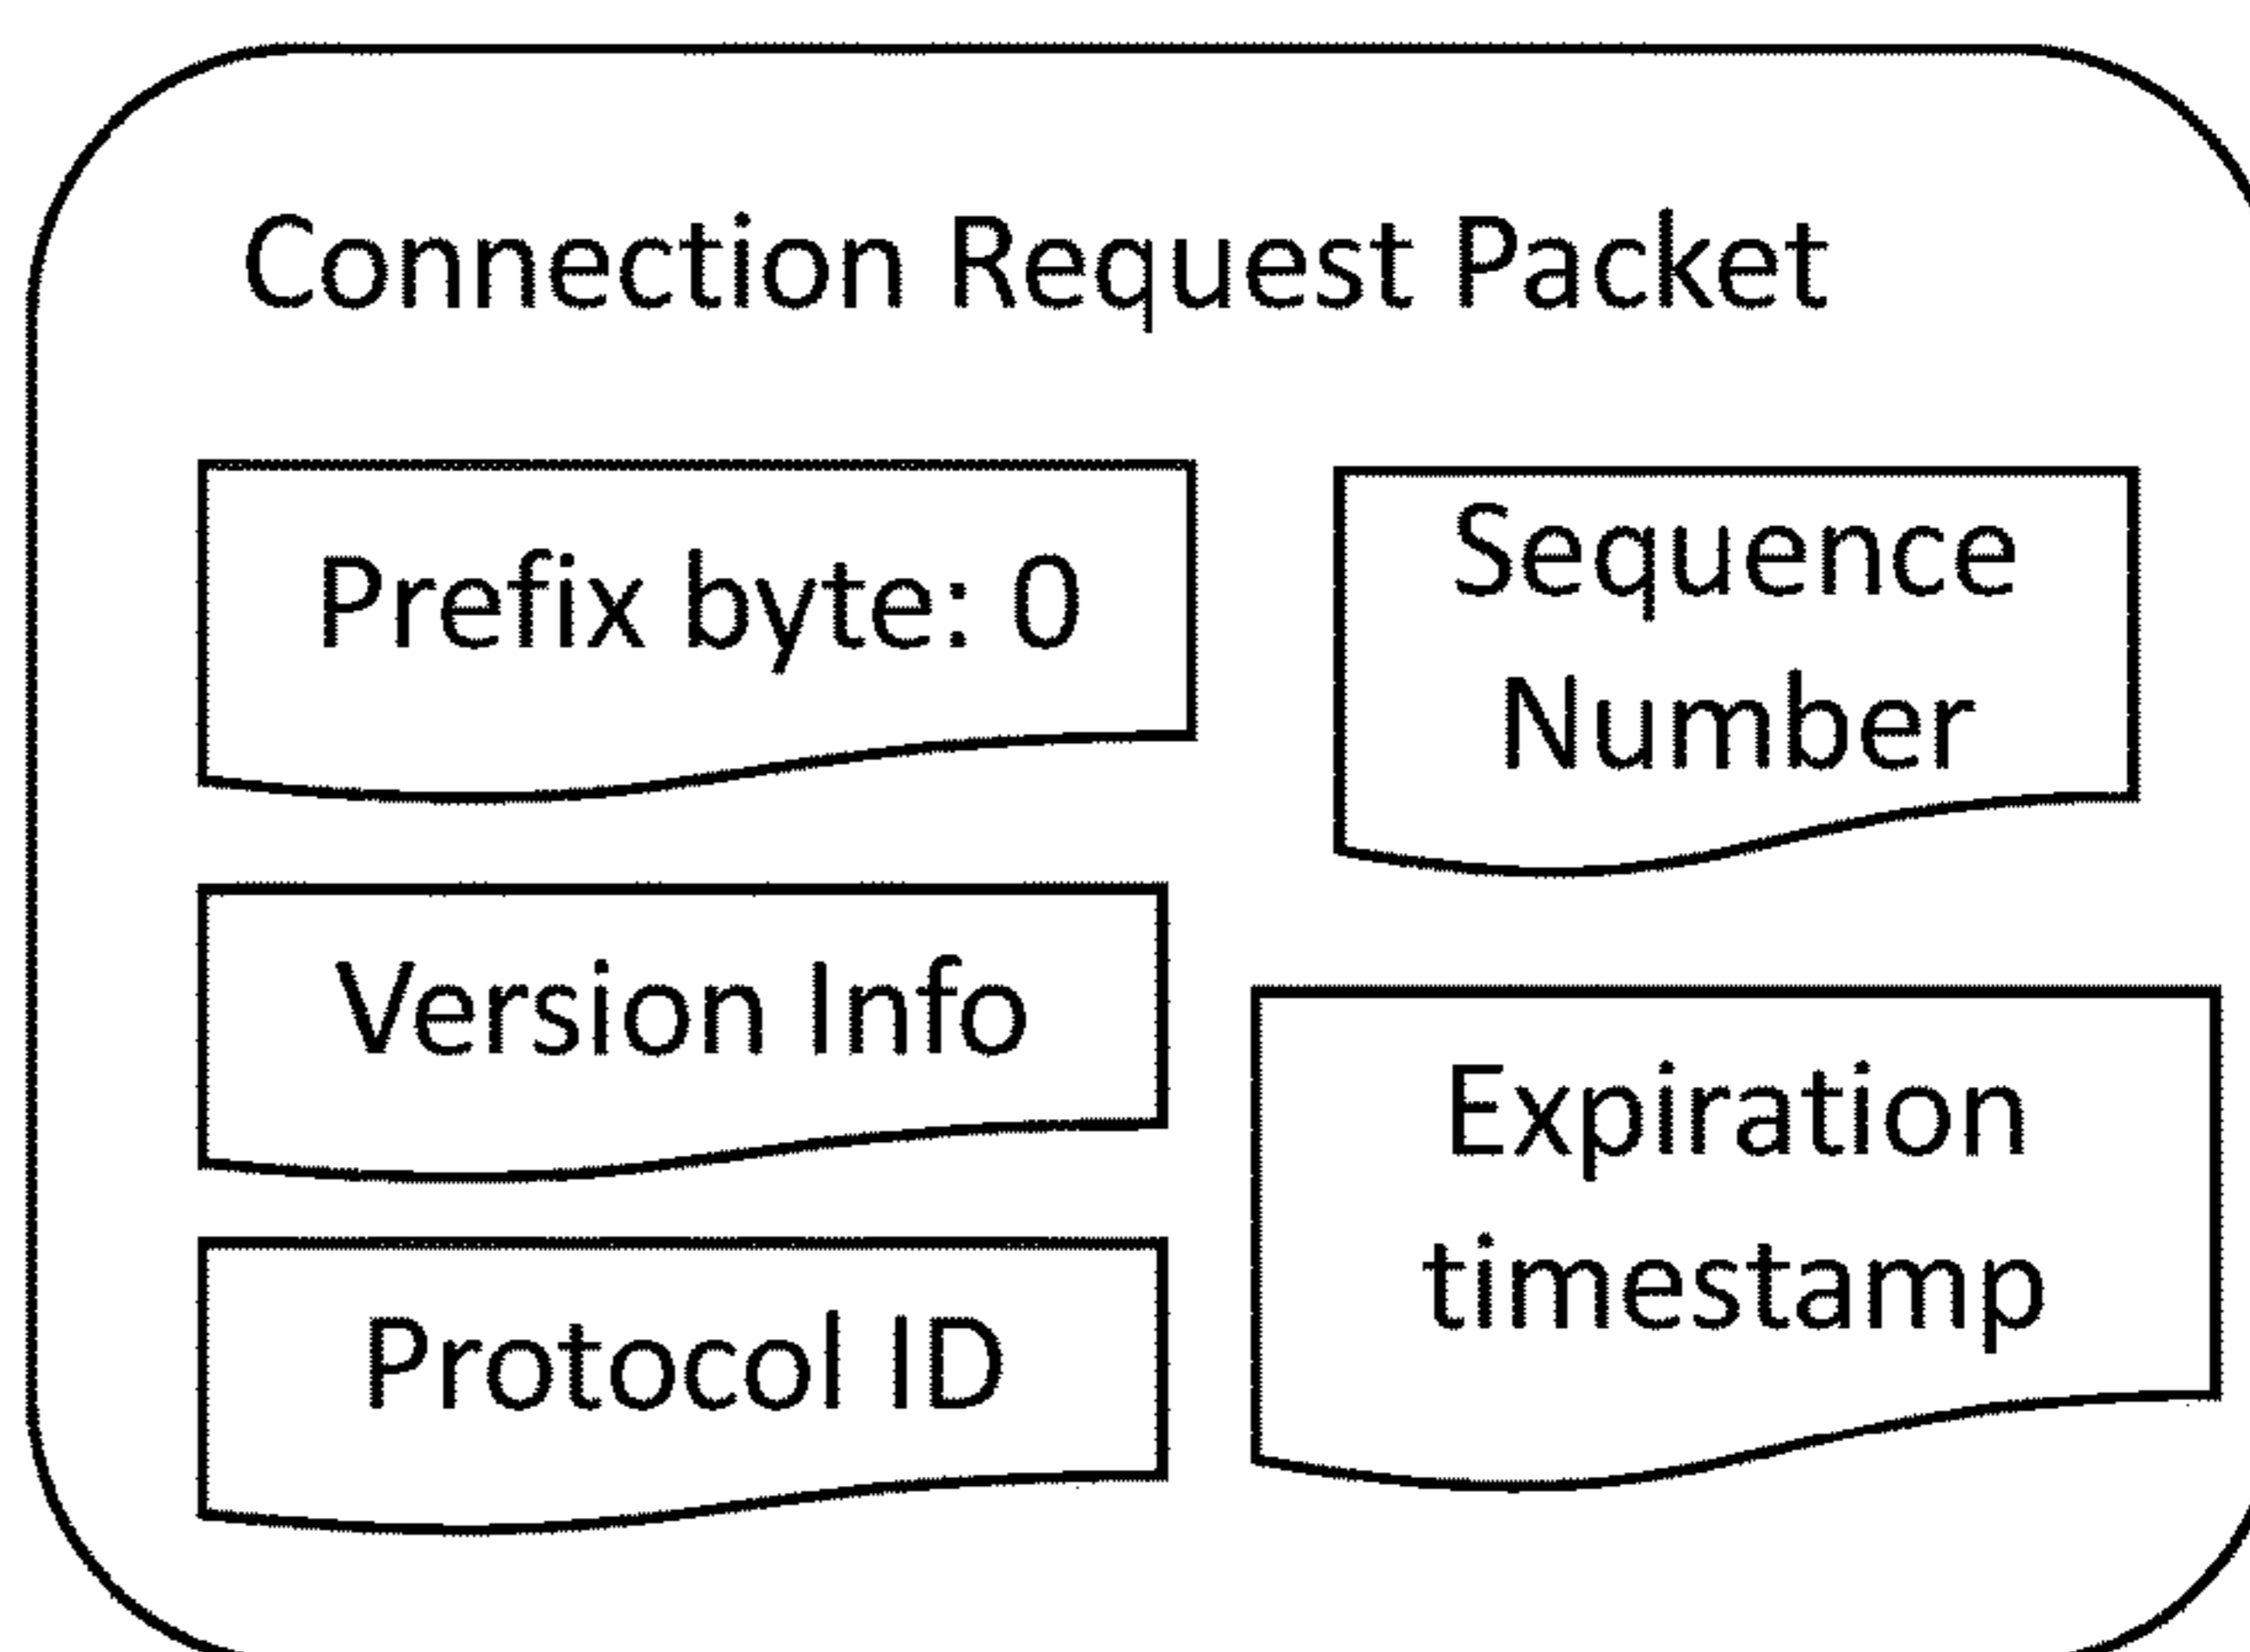 Connection Request Packet
Prefix byte: 0
Version Info
Protocol ID
Sequence
Number
Expiration
timestamp